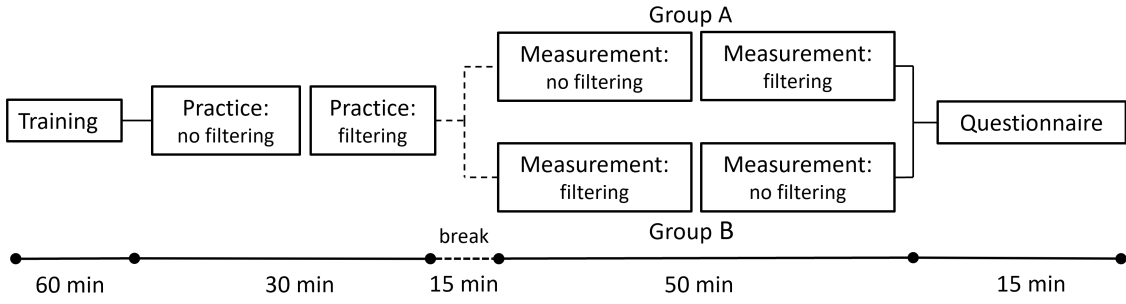 Group A
Measurement:
no filtering
Measurement:
filtering
Training
Practice:
no filtering
Practice:
filtering
Questionnaire
Measurement:
filtering
Measurement:
no filtering
Group B
break
60 min
30 min
15 min
50 min
15 min